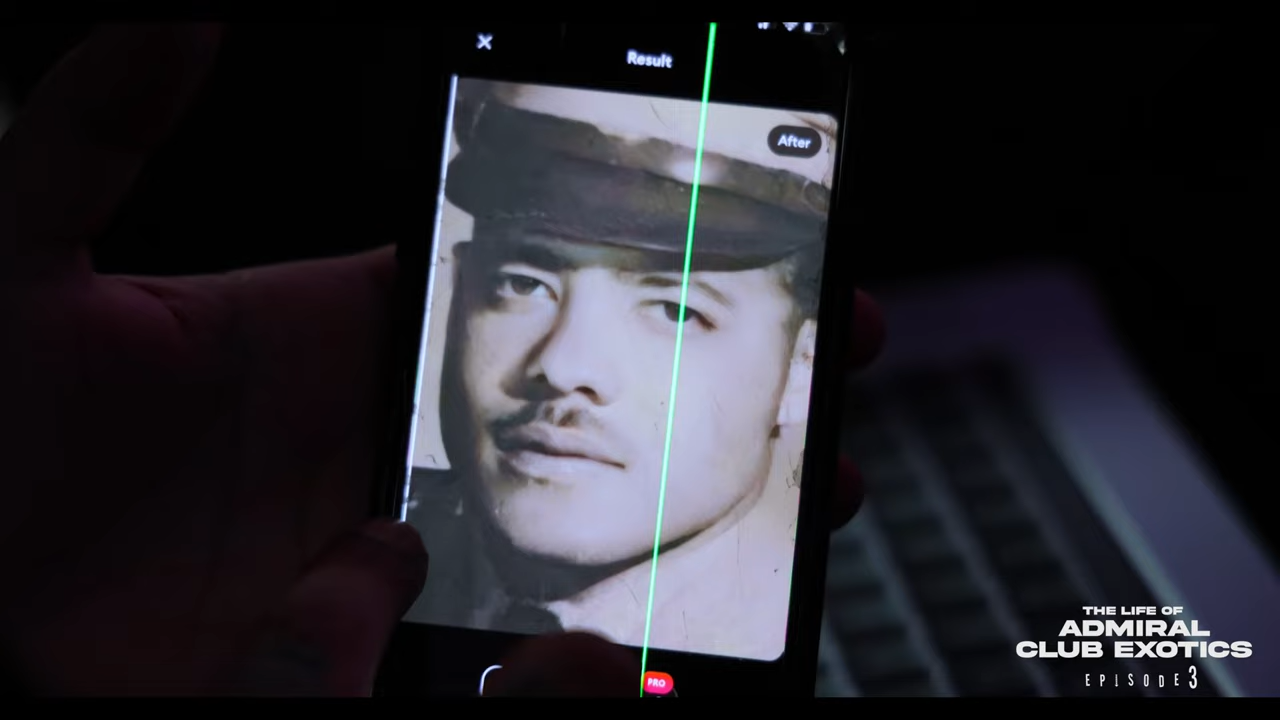 Result
After
PRO
THE LIFE OF
ADMIRAL
CLUB EXOTICS
EPISODE 3